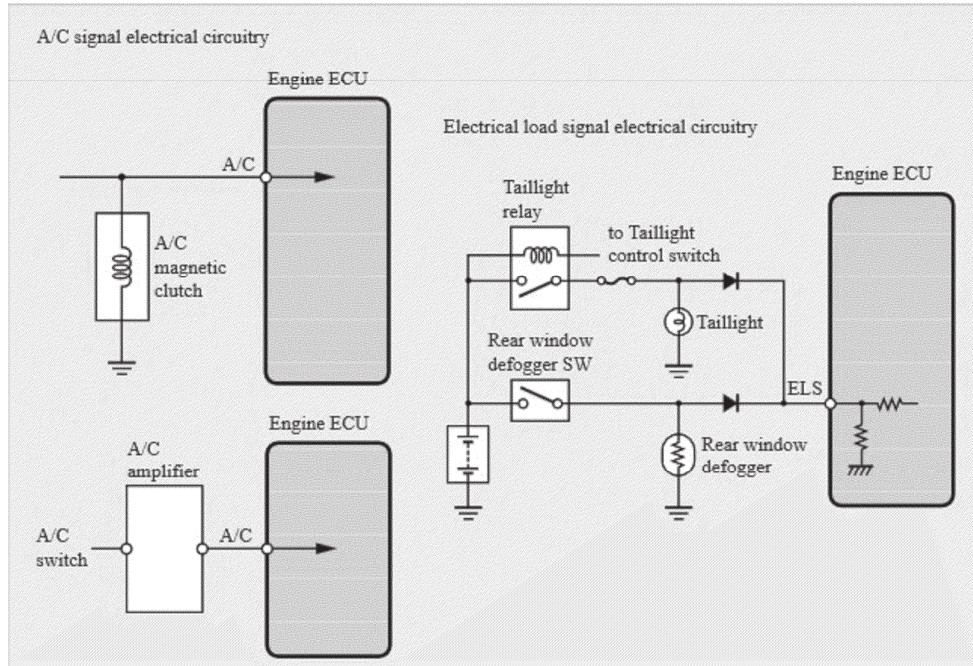 A/C signal electrical circuitry
Engine ECU
A/C
A/C
magnetic
clutch
Engine ECU
A/C
amplifier
A/C
switch
A/C
Electrical load signal electrical circuitry
Engine ECU
Taillight
relay
to Taillight
control switch
Taillight
Rear window
defogger SW
ELS
Rear window
defogger